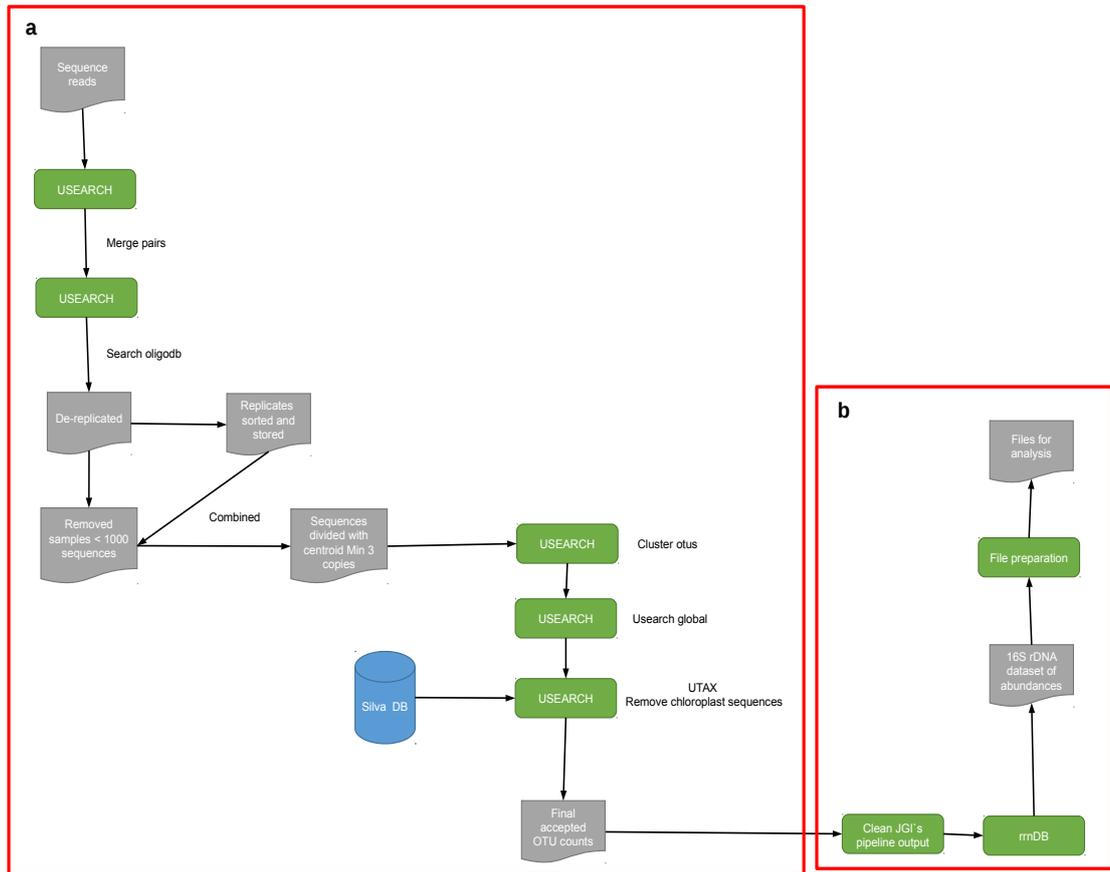 a
Sequence
reads
USEARCH
Merge pairs
USEARCH
Search oligodb
De-replicated
Replicates
sorted and
stored
Removed
samples < 1000
sequences
Combined
Sequences
divided with
centroid Min 3
copies
USEARCH
Cluster otus
USEARCH
Usearch global
Silva DB
USEARCH
UTAX
Remove chloroplast sequences
Final
accepted
OTU counts
b
Files for
analysis
File preparation
16S rDNA
dataset of
abundances
Clean JGI`s
pipeline output
rrnDB